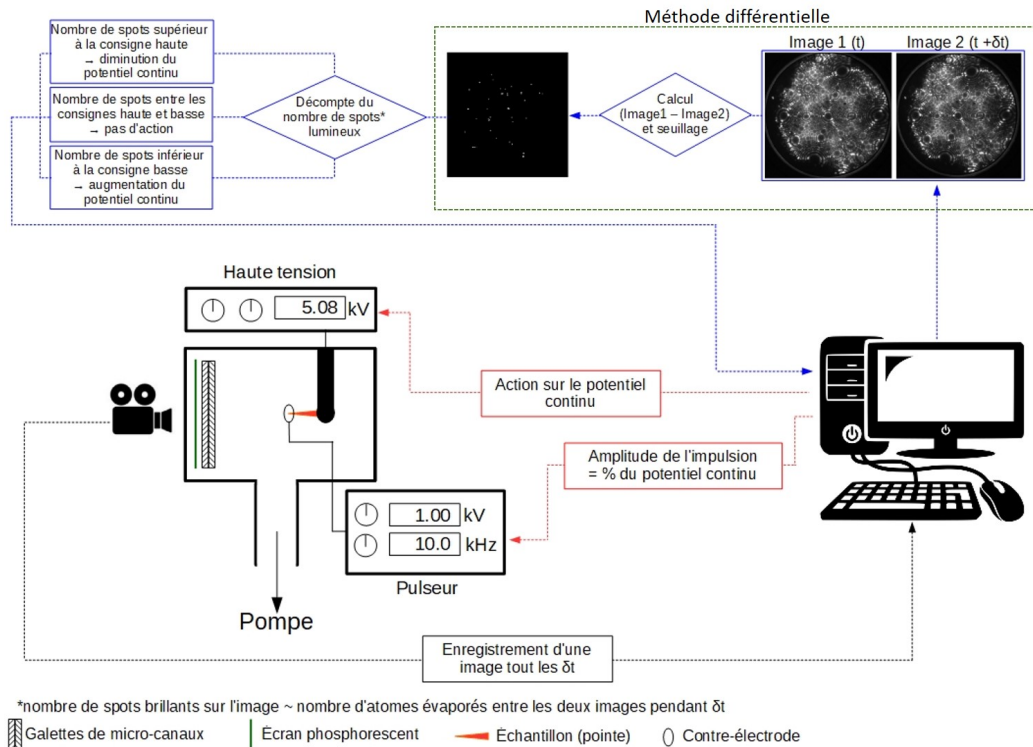 Méthode différentielle
Nombre de spots supérieur
à la consigne haute
→ diminution du
potentiel continu
Nombre de spots entre les
consignes haute et basse
→ pas d'action
Nombre de spots inférieur
à la consigne basse
→ augmentation du
potentiel continu
Décompte du
nombre de spots*
lumineux
Calcul
(Image1 – Image2)
et seuillage
Image 1 (t)
Image 2 (t +δt)
Haute tension
5.08 kV
Action sur le potentiel
continu
Amplitude de l'impulsion
= % du potentiel continu
1.00 kV
10.0 kHz
Pulseur
Pompe
Enregistrement d'une
image tout les δt
*nombre de spots brillants sur l'image ~ nombre d'atomes évaporés entre les deux images pendant δt
Galettes de micro-canaux
Écran phosphorescent
Échantillon (pointe)
Contre-électrode